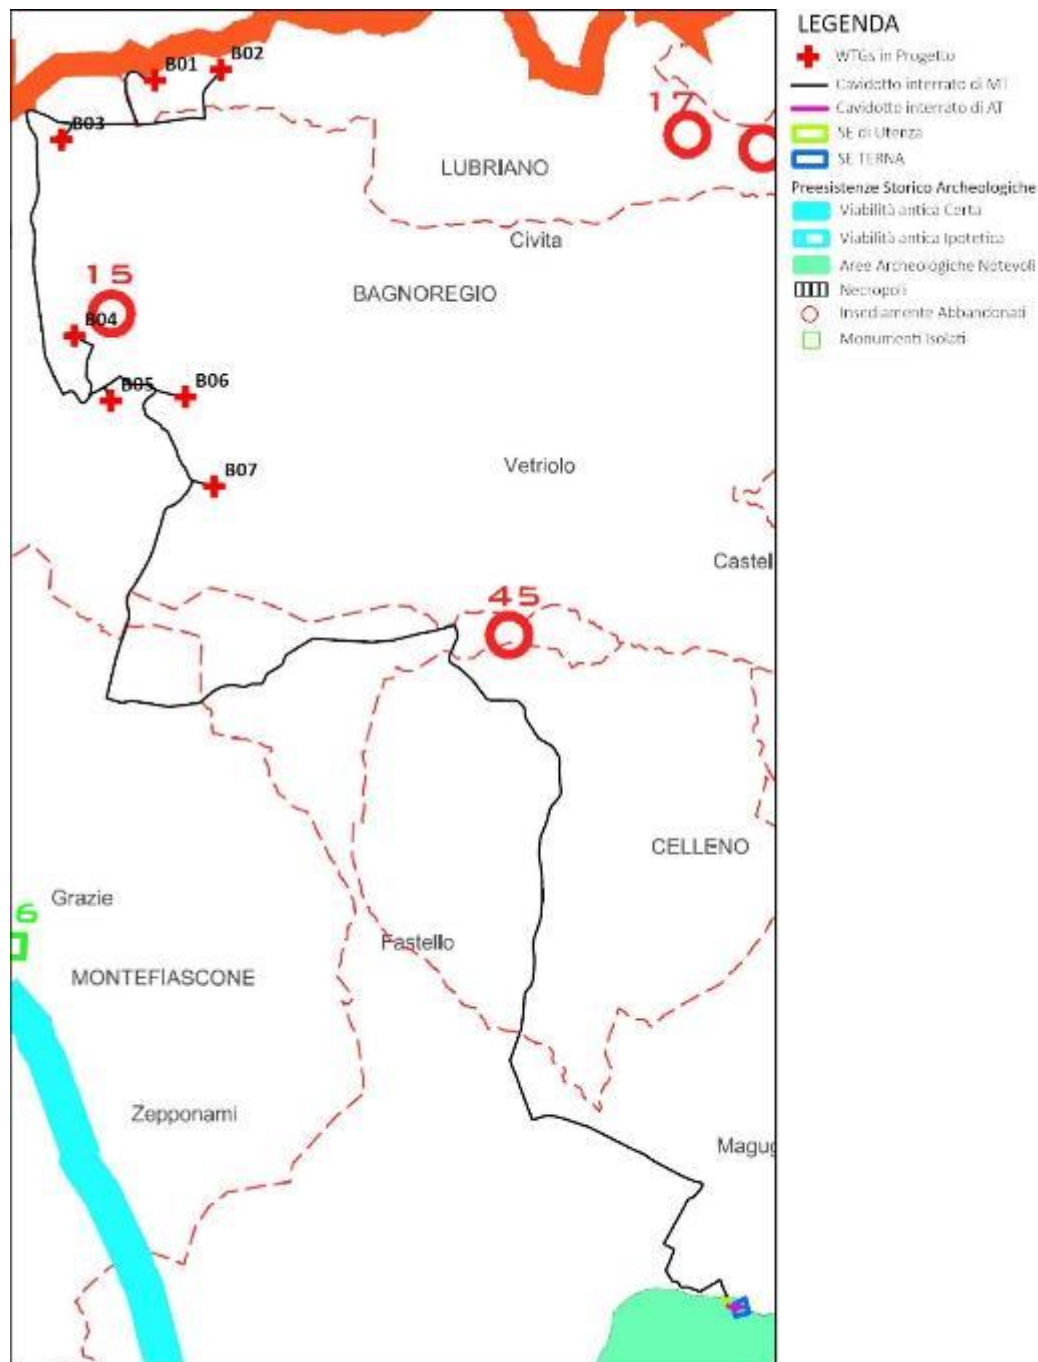 LEGENDA
WTGs in Progetto
Cavidotto interrato di MT
Cavidotto interrato di AT
SE di Utenza
SE TERNA
Preesistenze Storico Archeologiche
Viabilità antica Certa
Viabilità antica Ipotetica
Aree Archeologiche Notevoli
Necropoli
Insediamente Abbandonati
Monumenti Isolati
B01
B02
B03
17
LUBRIANO
Civita
15
BAGNOREGIO
B04
B05
B06
Vetriolo
B07
Castel
45
CELLENO
Grazie
6
Fastello
MONTEFIASCONE
Zepponami
Magug